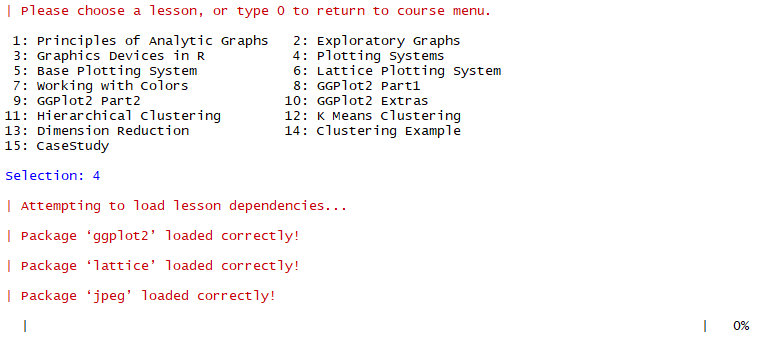 | Please choose a lesson, or type 0 to return to course menu.
1: Principles of Analytic Graphs   2: Exploratory Graphs
3: Graphics Devices in R   4: Plotting Systems
5: Base Plotting System   6: Lattice Plotting System
7: Working with Colors   8: GGPlot2 Part1
9: GGPlot2 Part2   10: GGPlot2 Extras
11: Hierarchical Clustering   12: K Means Clustering
13: Dimension Reduction   14: Clustering Example
15: CaseStudy
Selection: 4
| Attempting to load lesson dependencies...
| Package ‘ggplot2’ loaded correctly!
| Package ‘lattice’ loaded correctly!
| Package ‘jpeg’ loaded correctly!
|   |   0%